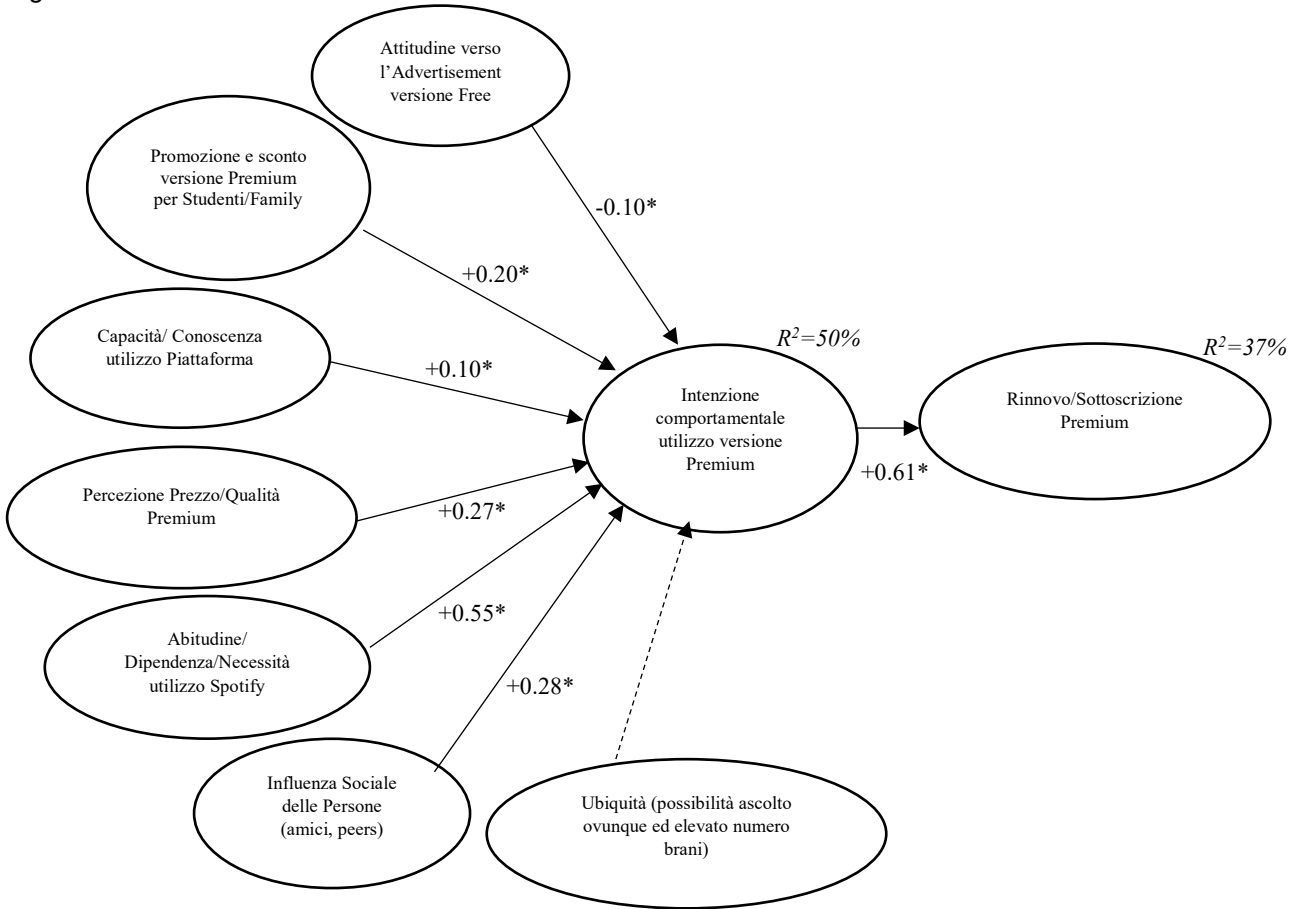 Attitudine verso
l’Advertisement
versione Free
Promozione e sconto
versione Premium
per Studenti/Family
-0.10*
+0.20*
Capacità/ Conoscenza
utilizzo Piattaforma
+0.10*
R²=50%
R²=37%
Intenzione
comportamentale
utilizzo versione
Premium
Rinnovo/Sottoscrizione
Premium
+0.61*
Percezione Prezzo/Qualità
Premium
+0.27*
Abitudine/
Dipendenza/Necessità
utilizzo Spotify
+0.55*
+0.28*
Influenza Sociale
delle Persone
(amici, peers)
Ubiquità (possibilità ascolto
ovunque ed elevato numero
brani)